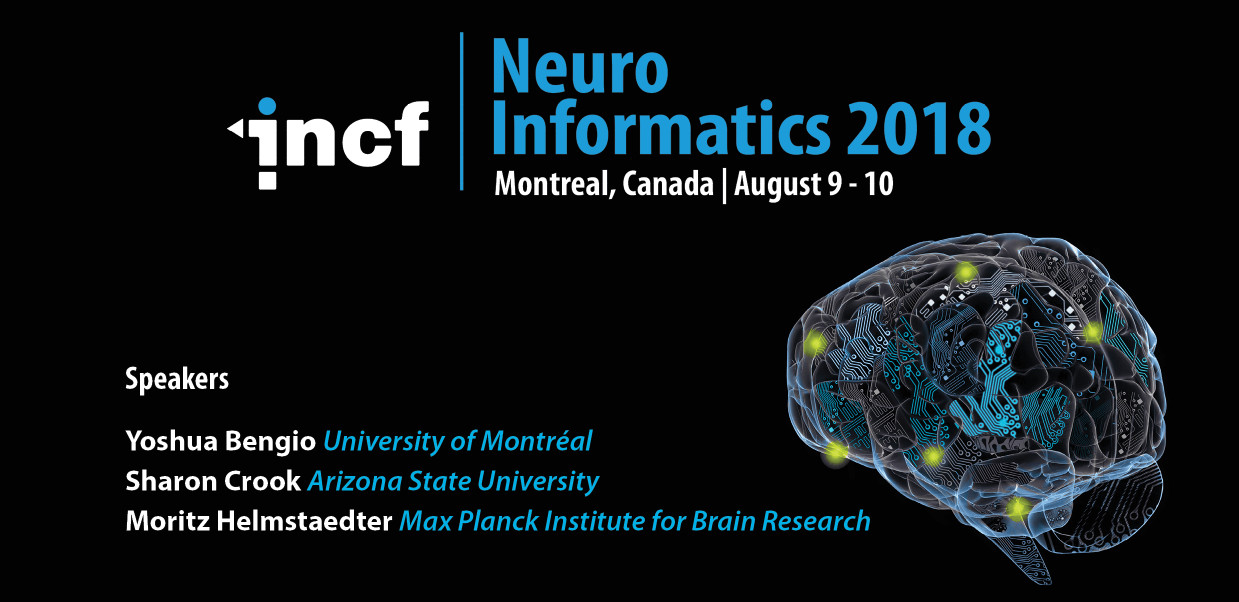 incf
Neuro
Informatics 2018
Montreal, Canada | August 9 - 10
Speakers
Yoshua Bengio University of Montréal
Sharon Crook Arizona State University
Moritz Helmstaedter Max Planck Institute for Brain Research